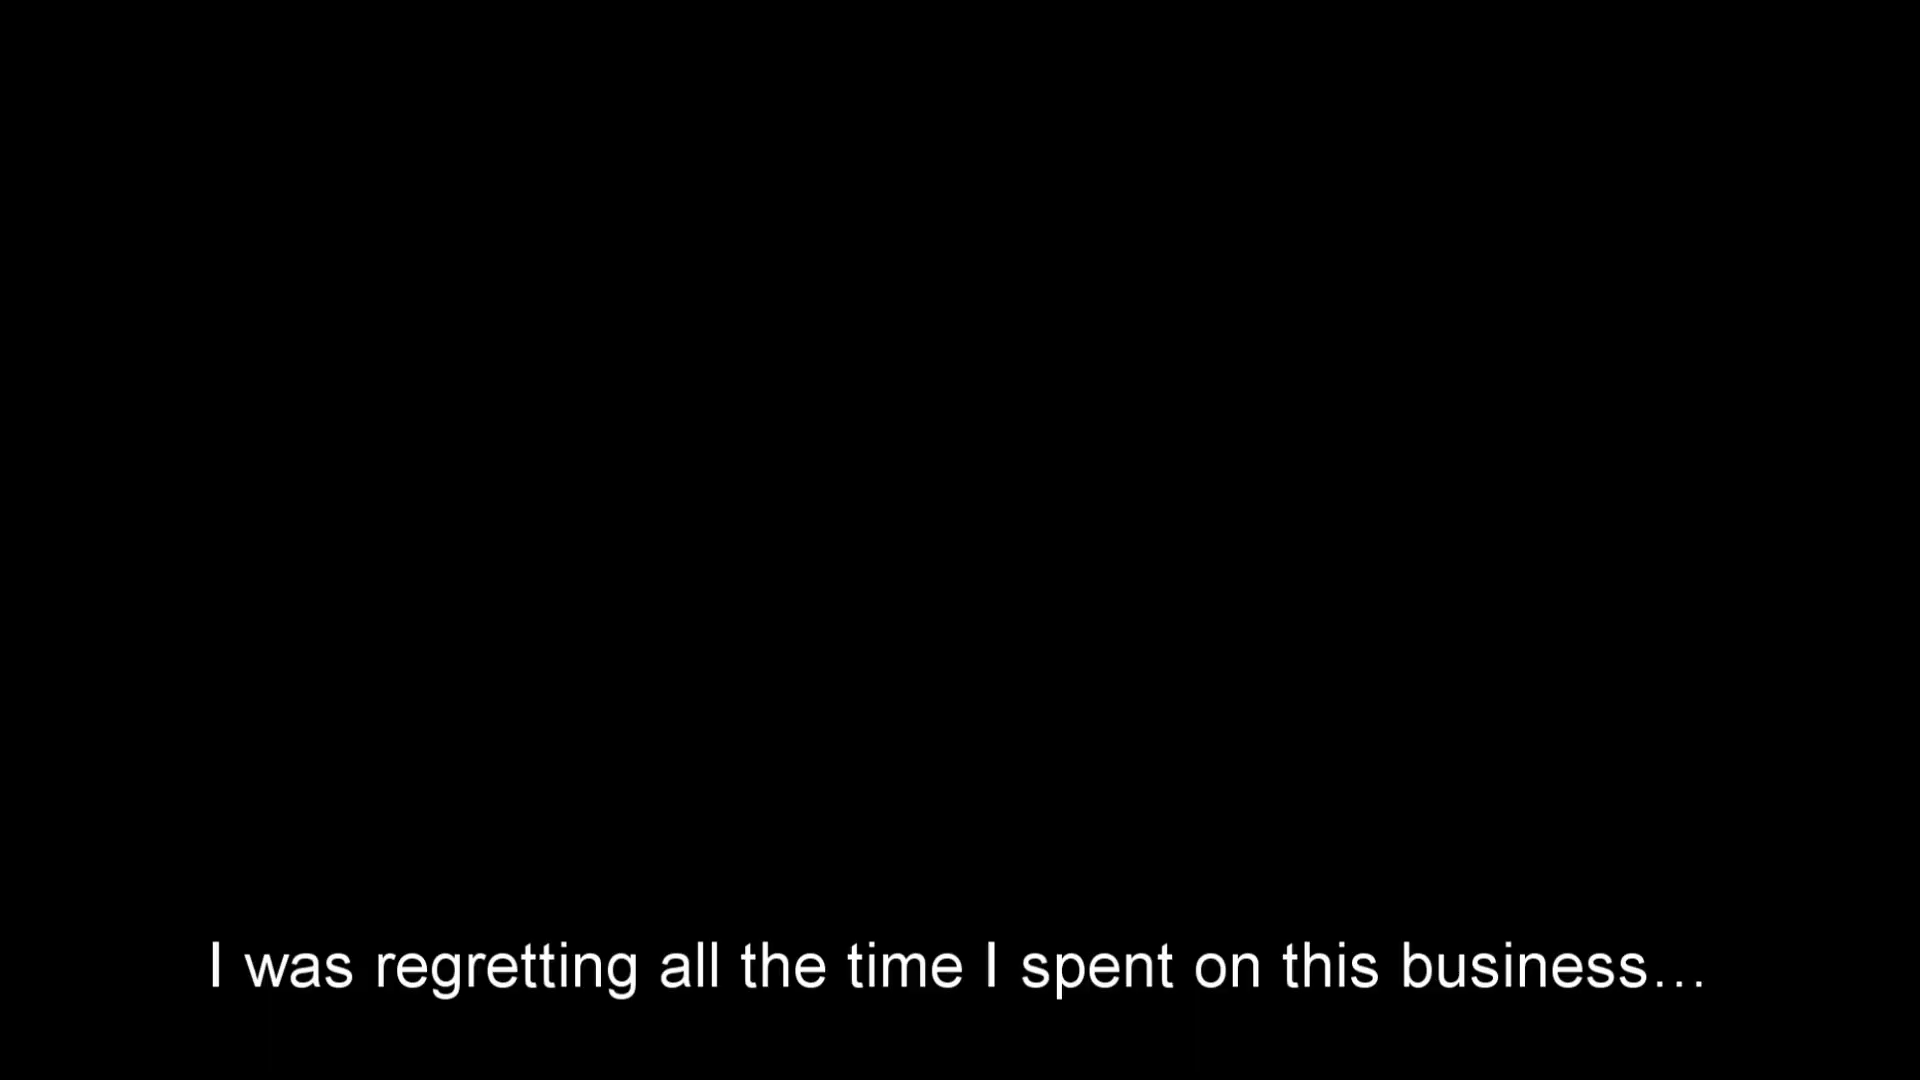 I was regretting all the time I spent on this business…